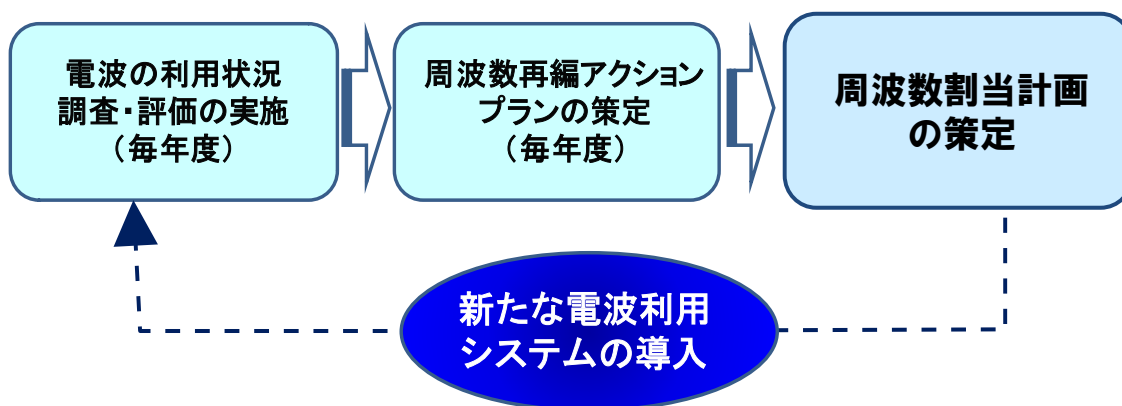 電波の利用状況
調査・評価の実施
（毎年度）
周波数再編アクション
プランの策定
（毎年度）
周波数割当計画
の策定
新たな電波利用
システムの導入